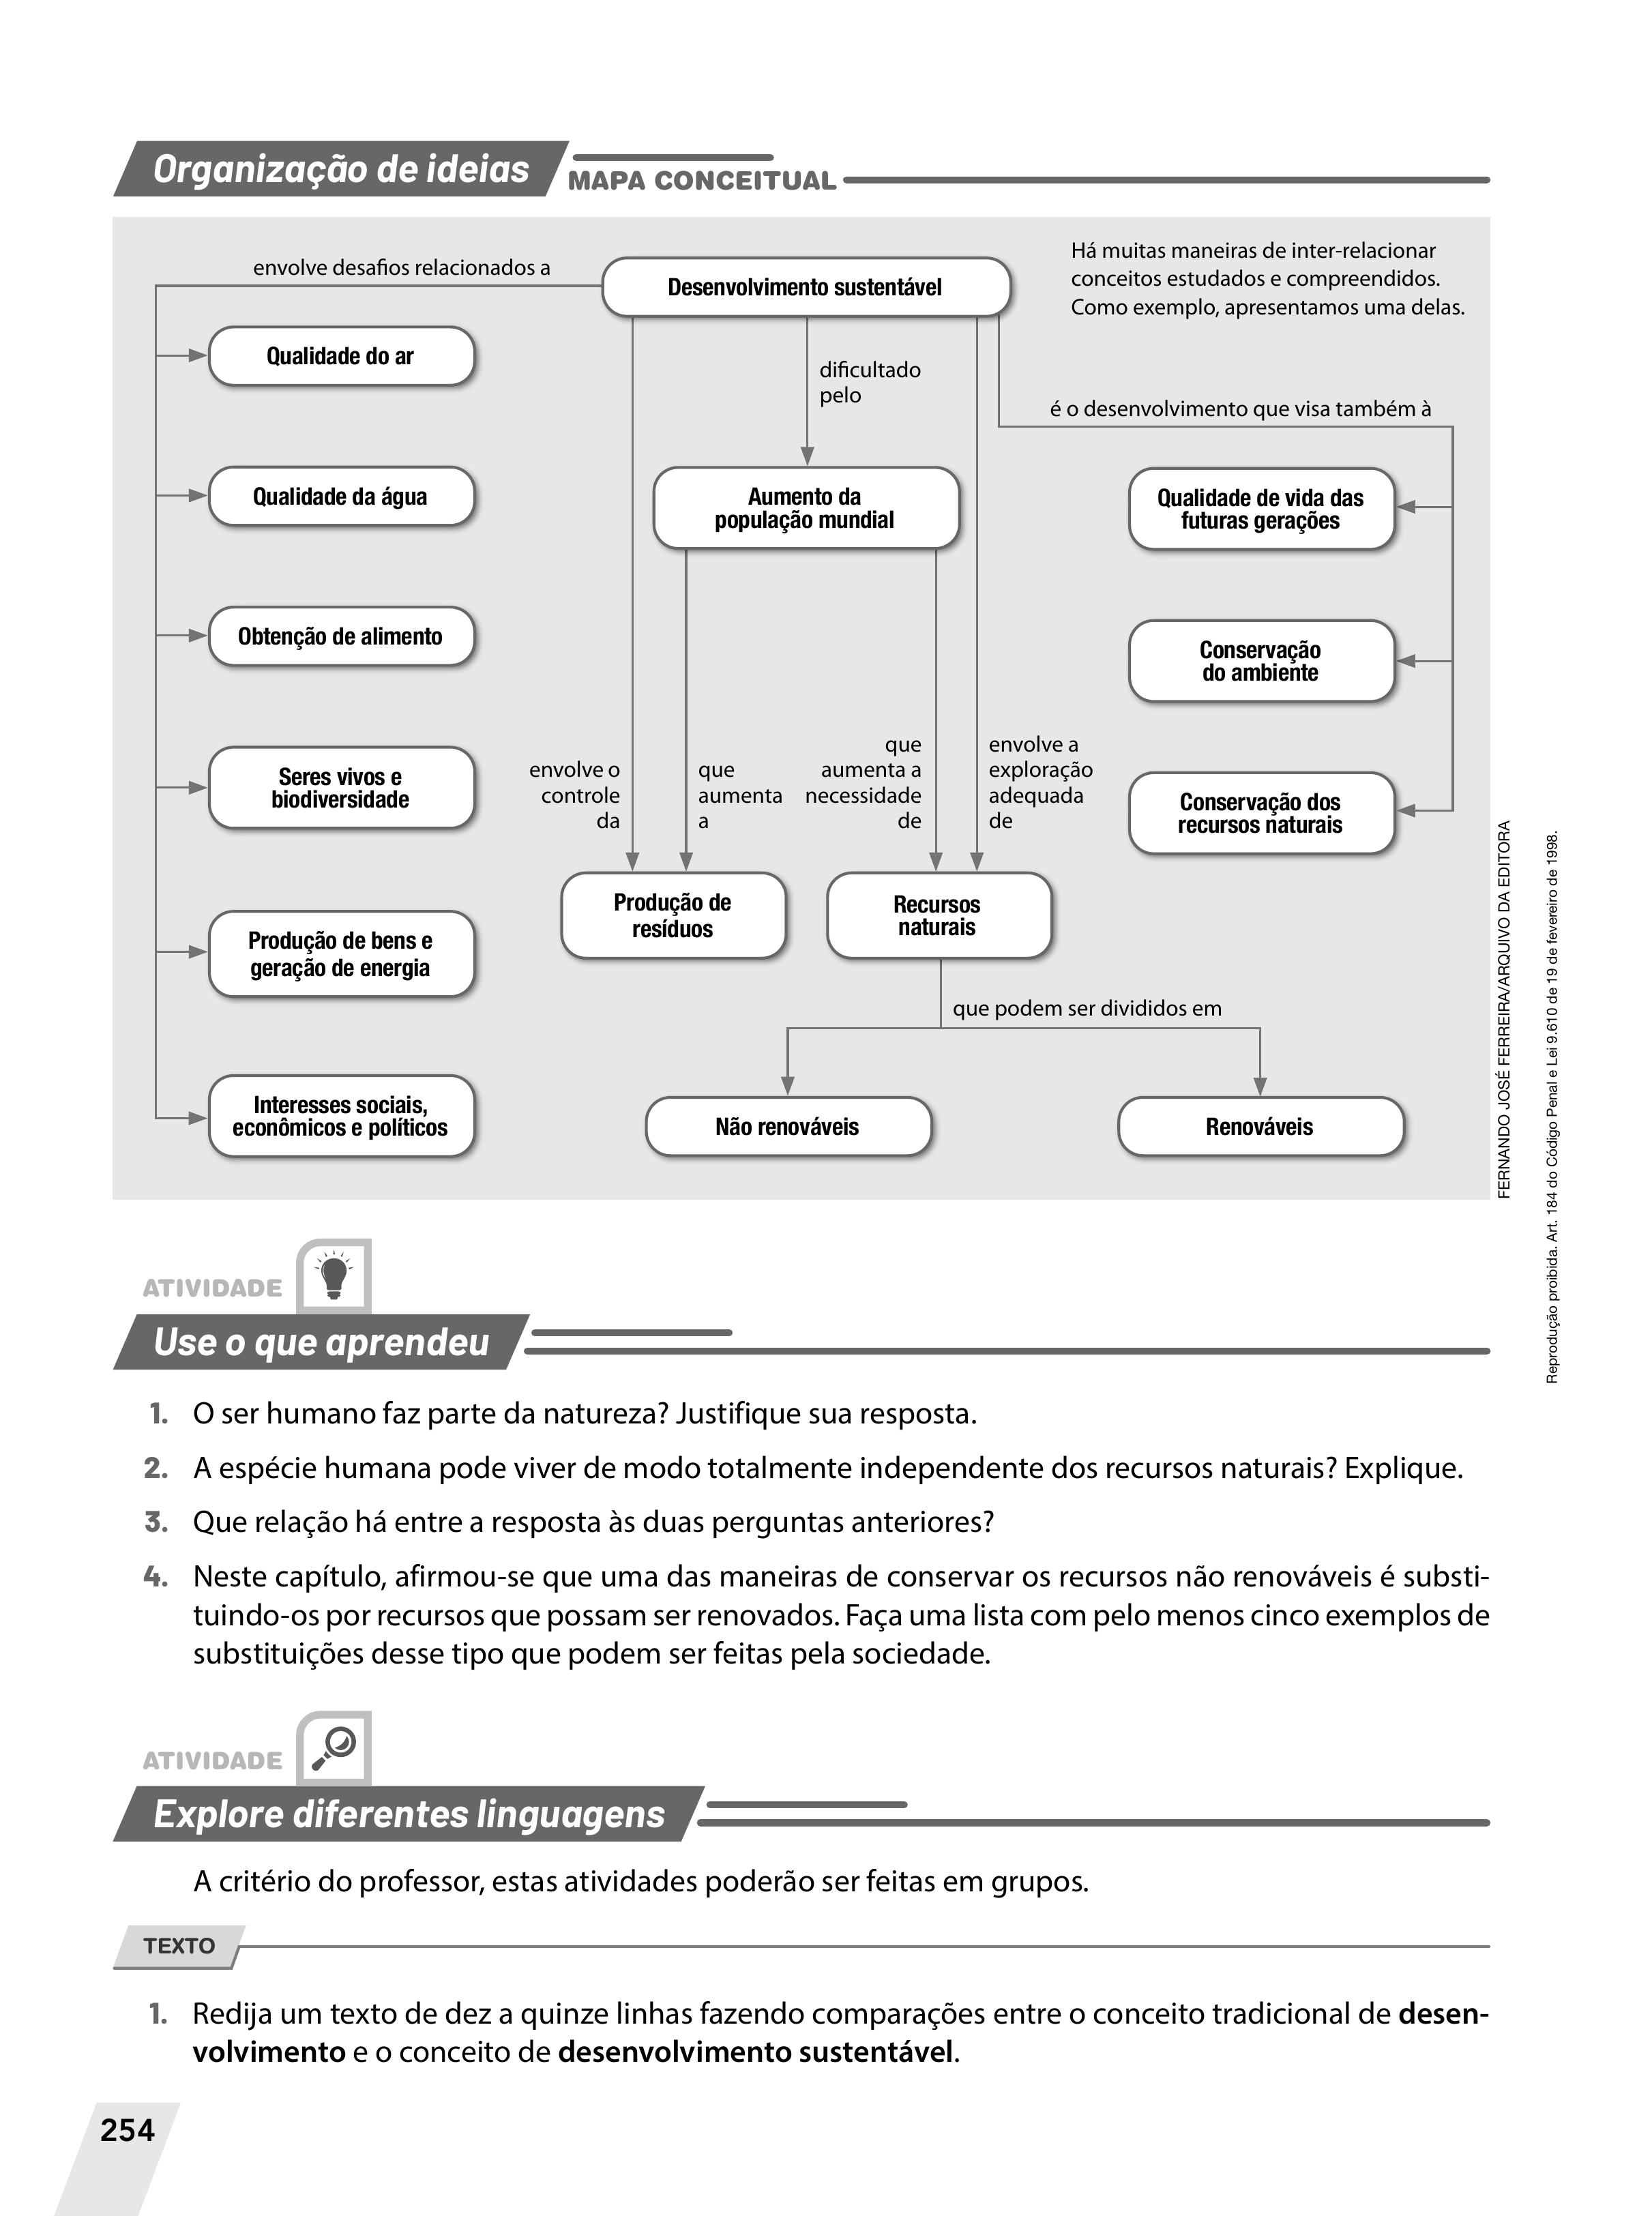 Organização de ideias
MAPA CONCEITUAL
Há muitas maneiras de inter-relacionar
conceitos estudados e compreendidos.
Como exemplo, apresentamos uma delas.
Desenvolvimento sustentável
envolve desafios relacionados a
Qualidade do ar
Qualidade da água
Obtenção de alimento
Seres vivos e
biodiversidade
Produção de bens e
geração de energia
Interesses sociais,
econômicos e políticos
dificultado
pelo
Aumento da
população mundial
envolve o
controle
da
que
aumenta
a
que
aumenta a
necessidade
de
envolve a
exploração
adequada
de
Produção de
resíduos
Recursos
naturais
que podem ser divididos em
Não renováveis
Renováveis
é o desenvolvimento que visa também à
Qualidade de vida das
futuras gerações
Conservação
do ambiente
Conservação dos
recursos naturais
FERNANDO JOSÉ FERREIRA/ARQUIVO DA EDITORA
Reprodução proibida. Art. 184 do Código Penal e Lei 9.610 de 19 de fevereiro de 1998.
ATIVIDADE
Use o que aprendeu
1. O ser humano faz parte da natureza? Justifique sua resposta.
2. A espécie humana pode viver de modo totalmente independente dos recursos naturais? Explique.
3. Que relação há entre a resposta às duas perguntas anteriores?
4. Neste capítulo, afirmou-se que uma das maneiras de conservar os recursos não renováveis é substi-
tuindo-os por recursos que possam ser renovados. Faça uma lista com pelo menos cinco exemplos de
substituições desse tipo que podem ser feitas pela sociedade.
ATIVIDADE
Explore diferentes linguagens
A critério do professor, estas atividades poderão ser feitas em grupos.
TEXTO
1. Redija um texto de dez a quinze linhas fazendo comparações entre o conceito tradicional de desen-
volvimento e o conceito de desenvolvimento sustentável.
254